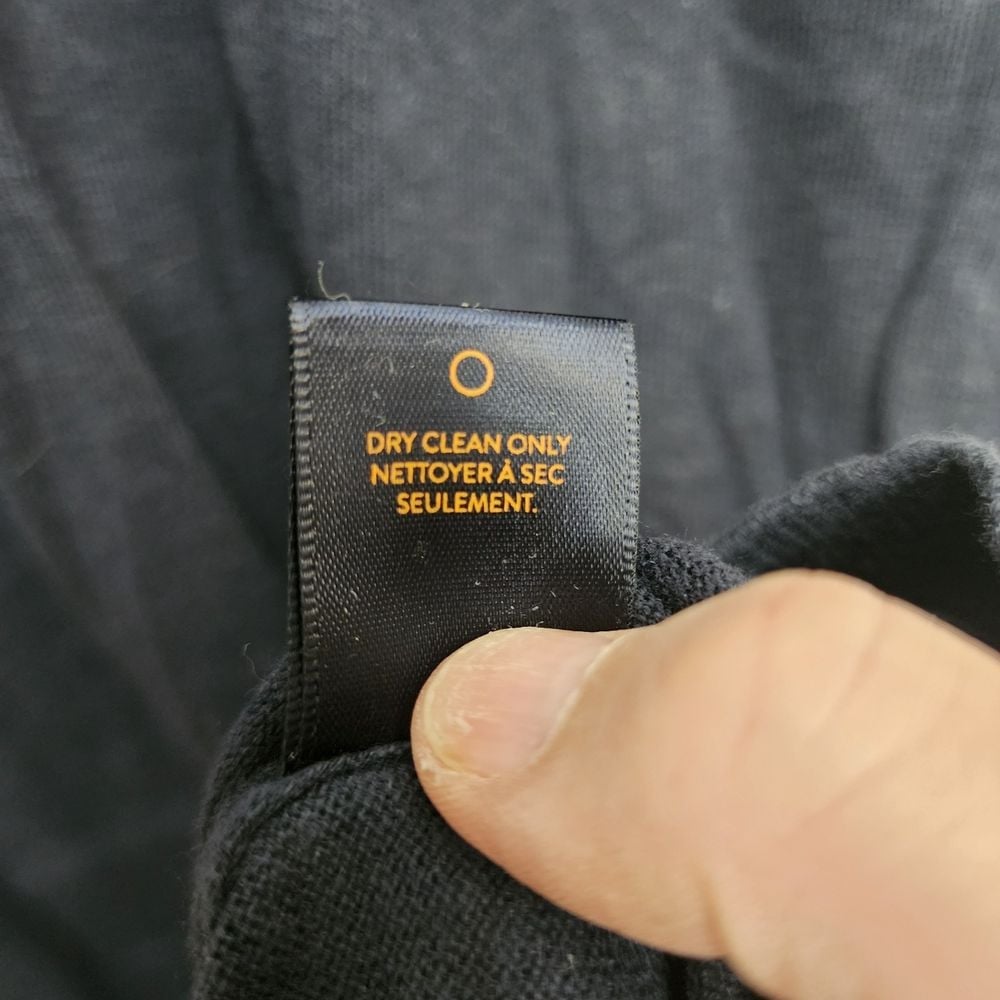 DRY CLEAN ONLY
NETTOYER À SEC
SEULEMENT.